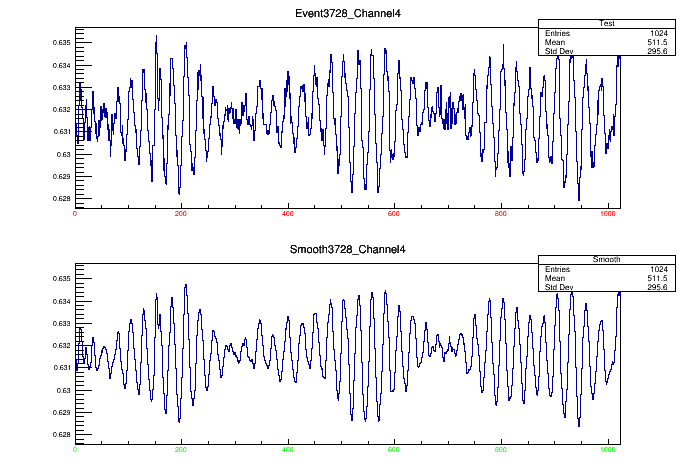 Event3728_Channel4
Test
Entries 1024
Mean 511.5
Std Dev 295.6
0.635
0.634
0.633
0.632
0.631
0.63
0.629
0.628
0 200 400 600 800 1000
Smooth3728_Channel4
Smooth
Entries 1024
Mean 511.5
Std Dev 295.6
0.635
0.634
0.633
0.632
0.631
0.63
0.629
0.628
0 200 400 600 800 1000